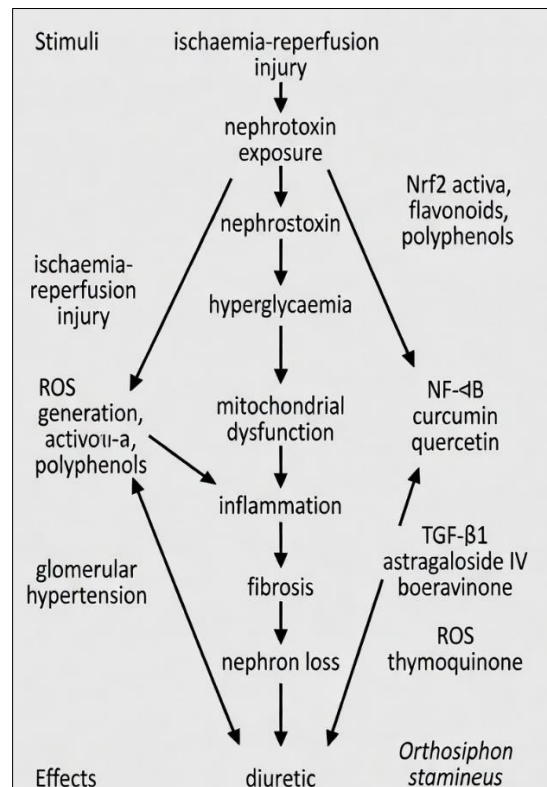 Stimuli
ischaemia-reperfusion
injury
nephrotoxin
exposure
Nrf2 activa,
flavonoids,
polyphenols
nephrostoxin
ischaemia-
reperfusion
injury
hyperglycaemia
ROS
generation,
polyphenols
mitochondrial
dysfunction
NF-⊲B
curcumin
quercetin
inflammation
TGF-β1
astragaloside IV
boeravinone
glomerular
hypertension
fibrosis
nephron loss
ROS
thymoquinone
Effects
diuretic
Orthosiphon
stamineus